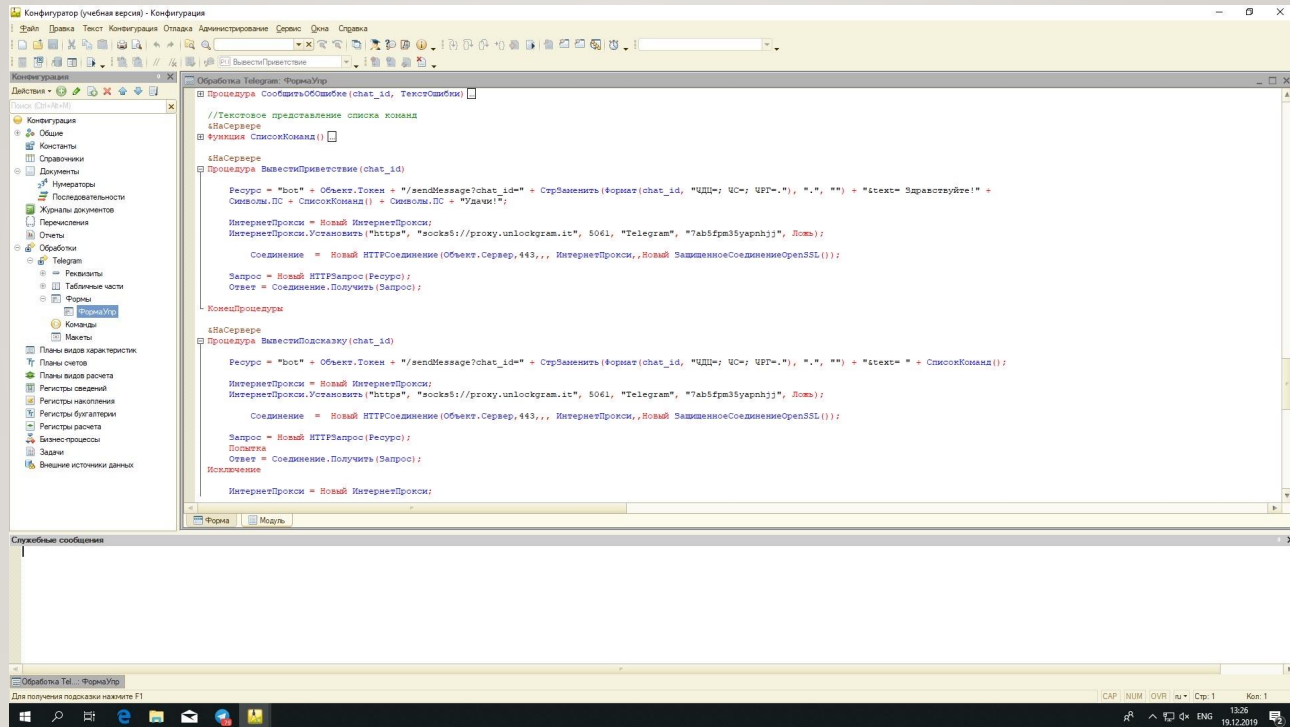 Конфигуратор (учебная версия) - Конфигурация
Файл Правка Текст Конфигурация Отладка Администрирование Сервис Окна Справка
ВывестиПриветствие
Конфигурация
Обработка Telegram: ФормаУпр
Действия
Поиск (Ctrl+Alt+M)
Конфигурация
Общие
Константы
Справочники
Документы
Нумераторы
Последовательности
Журналы документов
Перечисления
Отчеты
Обработки
Telegram
Реквизиты
Табличные части
Формы
ФормаУпр
Команды
Макеты
Планы видов характеристик
Планы счетов
Планы видов расчета
Регистры сведений
Регистры накопления
Регистры бухгалтерии
Регистры расчета
Бизнес-процессы
Задачи
Внешние источники данных
Процедура СообщитьОбОшибке(chat_id, ТекстОшибки) ...
//Текстовое представление списка команд
&НаСервере
Функция СписокКоманд() ...
&НаСервере
Процедура ВывестиПриветствие(chat_id)
Ресурс = "bot" + Объект.Токен + "/sendMessage?chat_id=" + СтрЗаменить(Формат(chat_id, "ЧДЦ=; ЧС=; ЧРГ=."), ".", "") + "&text= Здравствуйте!" +
Символы.ПС + СписокКоманд() + Символы.ПС + "Удачи!";
ИнтернетПрокси = Новый ИнтернетПрокси;
ИнтернетПрокси.Установить("https", "socks5://proxy.unlockgram.it", 5061, "Telegram", "7ab5fpm35yapnhjj", Ложь);
Соединение = Новый HTTPСоединение(Объект.Сервер,443,,, ИнтернетПрокси,,Новый ЗащищенноеСоединениеOpenSSL());
Запрос = Новый HTTPЗапрос(Ресурс);
Ответ = Соединение.Получить(Запрос);
КонецПроцедуры
&НаСервере
Процедура ВывестиПодсказку(chat_id)
Ресурс = "bot" + Объект.Токен + "/sendMessage?chat_id=" + СтрЗаменить(Формат(chat_id, "ЧДЦ=; ЧС=; ЧРГ=."), ".", "") + "&text= " + СписокКоманд();
ИнтернетПрокси = Новый ИнтернетПрокси;
ИнтернетПрокси.Установить("https", "socks5://proxy.unlockgram.it", 5061, "Telegram", "7ab5fpm35yapnhjj", Ложь);
Соединение = Новый HTTPСоединение(Объект.Сервер,443,,, ИнтернетПрокси,,Новый ЗащищенноеСоединениеOpenSSL());
Запрос = Новый HTTPЗапрос(Ресурс);
Попытка
Ответ = Соединение.Получить(Запрос);
Исключение
ИнтернетПрокси = Новый ИнтернетПрокси;
Форма Модуль
Служебные сообщения
Обработка Tel...: ФормаУпр
Для получения подсказки нажмите F1
CAP NUM OVR ru Стр: 1 Кол: 1
ENG
13:26
19.12.2019